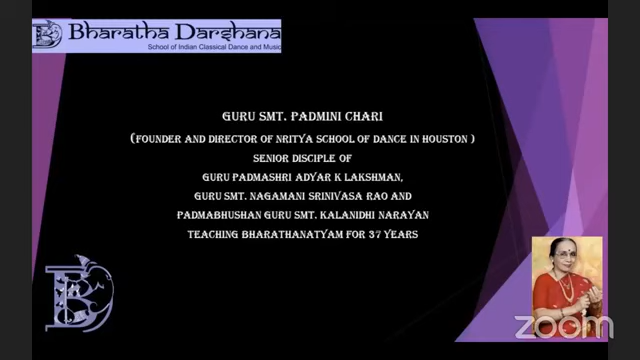 Bharatha Darshana
School of Indian Classical Dance and Music
GURU SMT. PADMINI CHARI
(FOUNDER AND DIRECTOR OF NRITYA SCHOOL OF DANCE IN HOUSTON )
SENIOR DISCIPLE OF
GURU PADMASHRI ADYAR K LAKSHMAN,
GURU SMT. NAGAMANI SRINIVASA RAO AND
PADMABHUSHAN GURU SMT. KALANIDHI NARAYAN
TEACHING BHARATHANATYAM FOR 37 YEARS
zoom